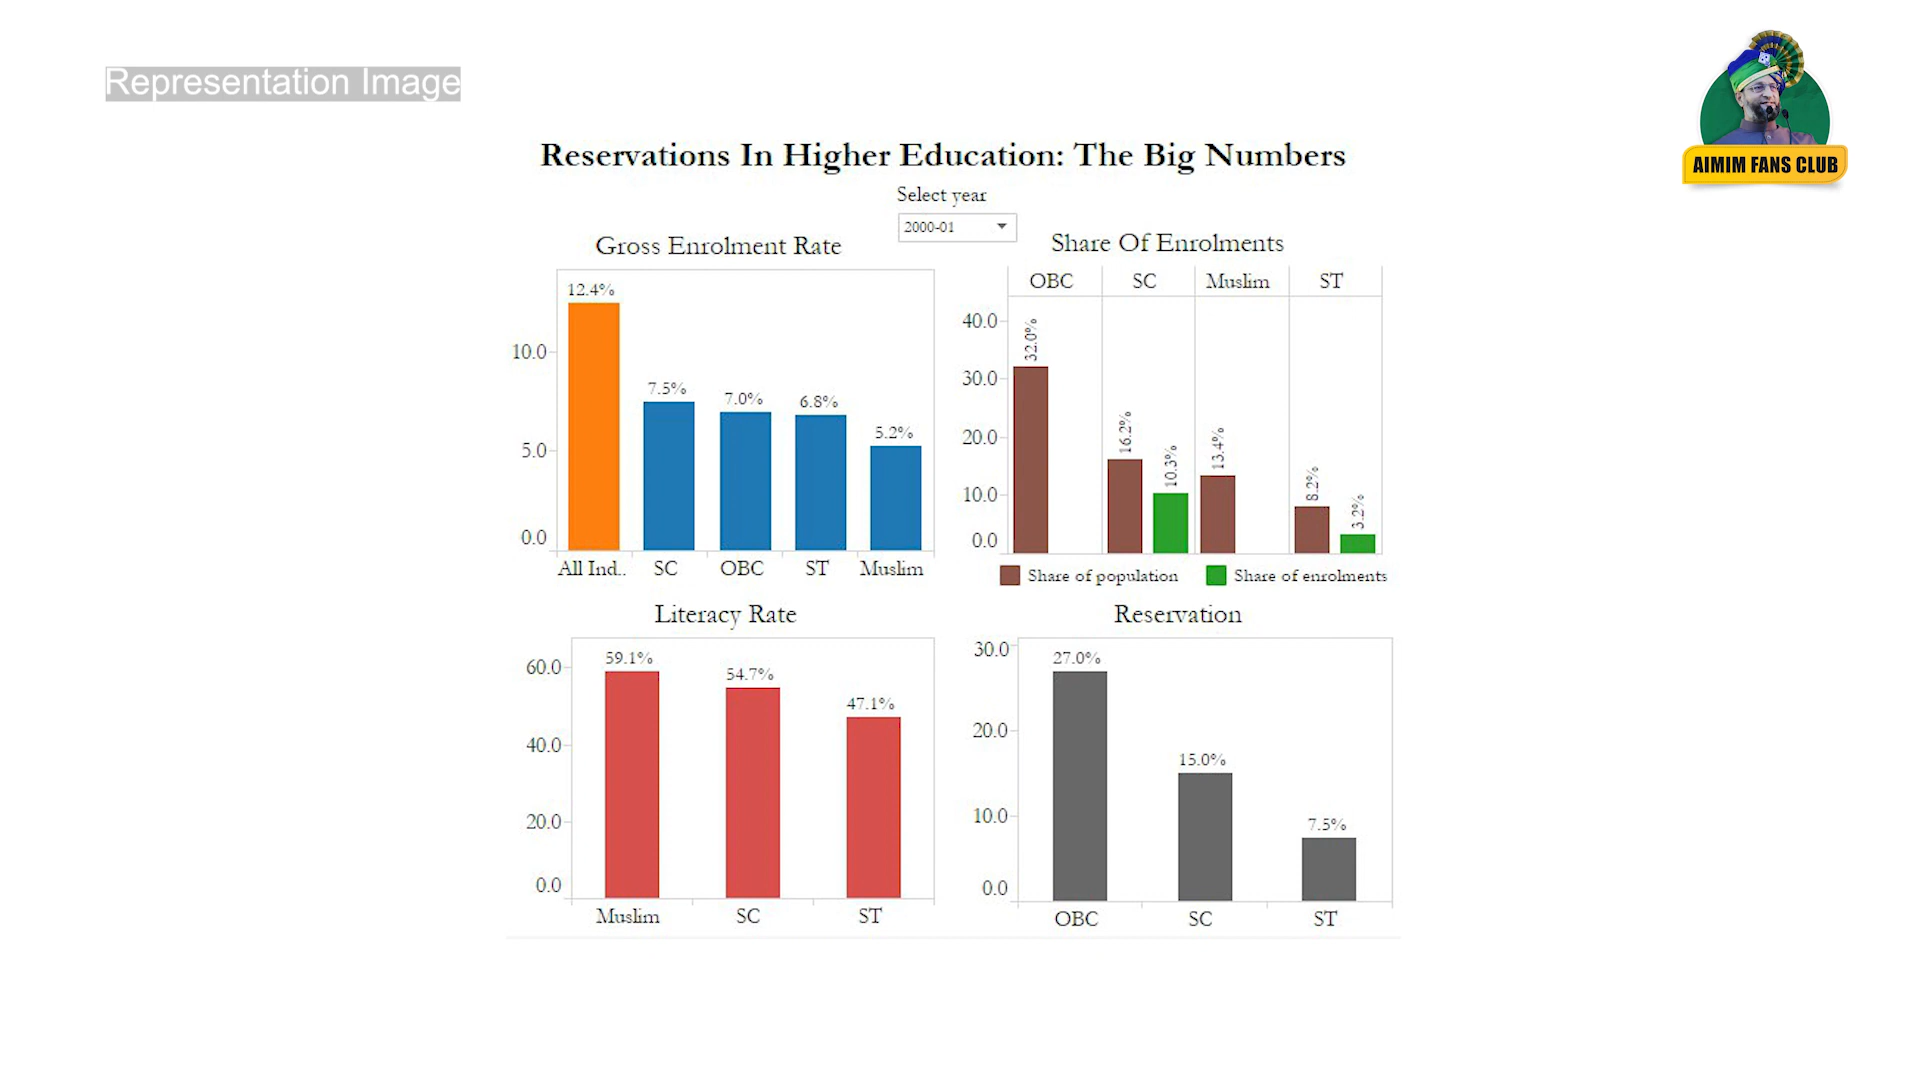 Representation Image
AIMIM FANS CLUB
Reservations In Higher Education: The Big Numbers
Select year
2000-01
Gross Enrolment Rate
12.4%
7.5%
7.0%
6.8%
5.2%
10.0
5.0
0.0
All Ind..
SC
OBC
ST
Muslim
Share Of Enrolments
OBC
SC
Muslim
ST
40.0
30.0
20.0
10.0
0.0
32.0%
16.2%
10.3%
13.4%
8.2%
3.2%
Share of population
Share of enrolments
Literacy Rate
59.1%
54.7%
47.1%
60.0
40.0
20.0
0.0
Muslim
SC
ST
Reservation
27.0%
15.0%
7.5%
30.0
20.0
10.0
0.0
OBC
SC
ST